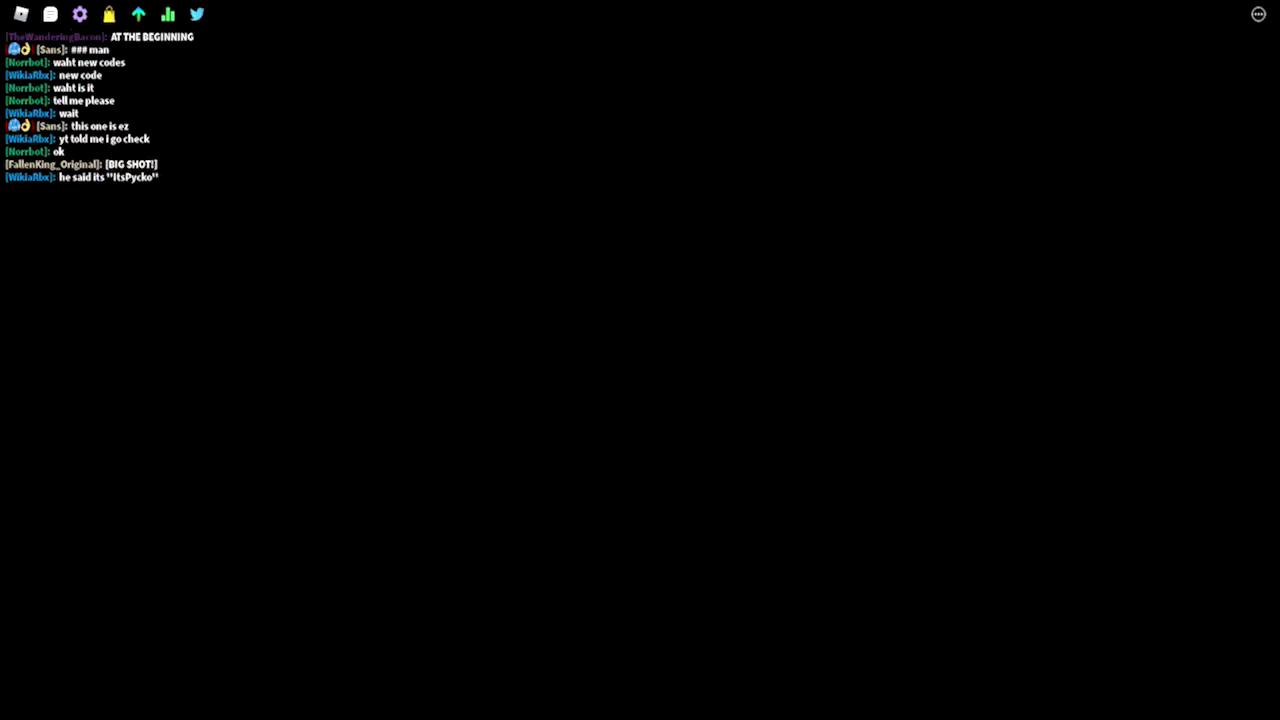 [TheWanderingBacon]: AT THE BEGINNING
[Sans]: ### man
[Norrbot]: waht new codes
[WikiaRbx]: new code
[Norrbot]: waht is it
[Norrbot]: tell me please
[WikiaRbx]: wait
[Sans]: this one is ez
[WikiaRbx]: yt told me i go check
[Norrbot]: ok
[FallenKing_Original]: [BIG SHOT!]
[WikiaRbx]: he said its "ItsPycko"